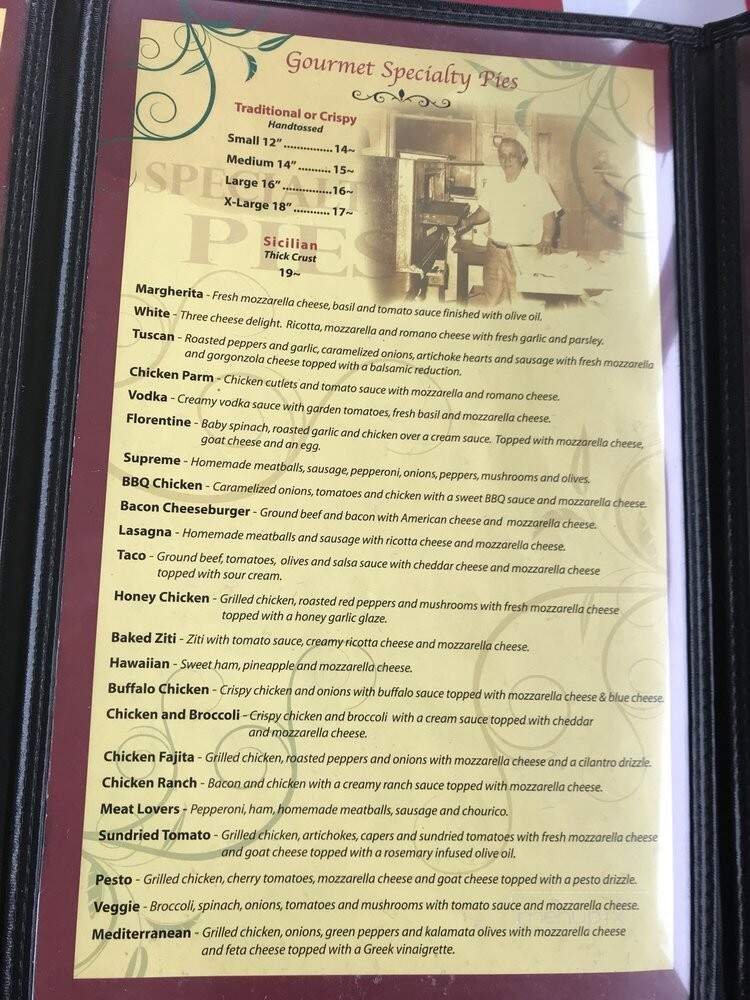 Gourmet Specialty Pies
Traditional or Crispy
Handtossed
Small 12” ............... 14~
Medium 14” .......... 15~
Large 16” ...............16~
X-Large 18” ........... 17~
SPECIALTY
PIES
Sicilian
Thick Crust
19~
Margherita - Fresh mozzarella cheese, basil and tomato sauce finished with olive oil.
White - Three cheese delight. Ricotta, mozzarella and romano cheese with fresh garlic and parsley.
Tuscan - Roasted peppers and garlic, caramelized onions, artichoke hearts and sausage with fresh mozzarella
and gorgonzola cheese topped with a balsamic reduction.
Chicken Parm - Chicken cutlets and tomato sauce with mozzarella and romano cheese.
Vodka - Creamy vodka sauce with garden tomatoes, fresh basil and mozzarella cheese.
Florentine - Baby spinach, roasted garlic and chicken over a cream sauce. Topped with mozzarella cheese,
goat cheese and an egg.
Supreme - Homemade meatballs, sausage, pepperoni, onions, peppers, mushrooms and olives.
BBQ Chicken - Caramelized onions, tomatoes and chicken with a sweet BBQ sauce and mozzarella cheese.
Bacon Cheeseburger - Ground beef and bacon with American cheese and mozzarella cheese.
Lasagna - Homemade meatballs and sausage with ricotta cheese and mozzarella cheese.
Taco - Ground beef, tomatoes, olives and salsa sauce with cheddar cheese and mozzarella cheese
topped with sour cream.
Honey Chicken - Grilled chicken, roasted red peppers and mushrooms with fresh mozzarella cheese
topped with a honey garlic glaze.
Baked Ziti - Ziti with tomato sauce, creamy ricotta cheese and mozzarella cheese.
Hawaiian - Sweet ham, pineapple and mozzarella cheese.
Buffalo Chicken - Crispy chicken and onions with buffalo sauce topped with mozzarella cheese & blue cheese.
Chicken and Broccoli - Crispy chicken and broccoli with a cream sauce topped with cheddar
and mozzarella cheese.
Chicken Fajita - Grilled chicken, roasted peppers and onions with mozzarella cheese and a cilantro drizzle.
Chicken Ranch - Bacon and chicken with a creamy ranch sauce topped with mozzarella cheese.
Meat Lovers - Pepperoni, ham, homemade meatballs, sausage and chourico.
Sundried Tomato - Grilled chicken, artichokes, capers and sundried tomatoes with fresh mozzarella cheese
and goat cheese topped with a rosemary infused olive oil.
Pesto - Grilled chicken, cherry tomatoes, mozzarella cheese and goat cheese topped with a pesto drizzle.
Veggie - Broccoli, spinach, onions, tomatoes and mushrooms with tomato sauce and mozzarella cheese.
Mediterranean - Grilled chicken, onions, green peppers and kalamata olives with mozzarella cheese
and feta cheese topped with a Greek vinaigrette.